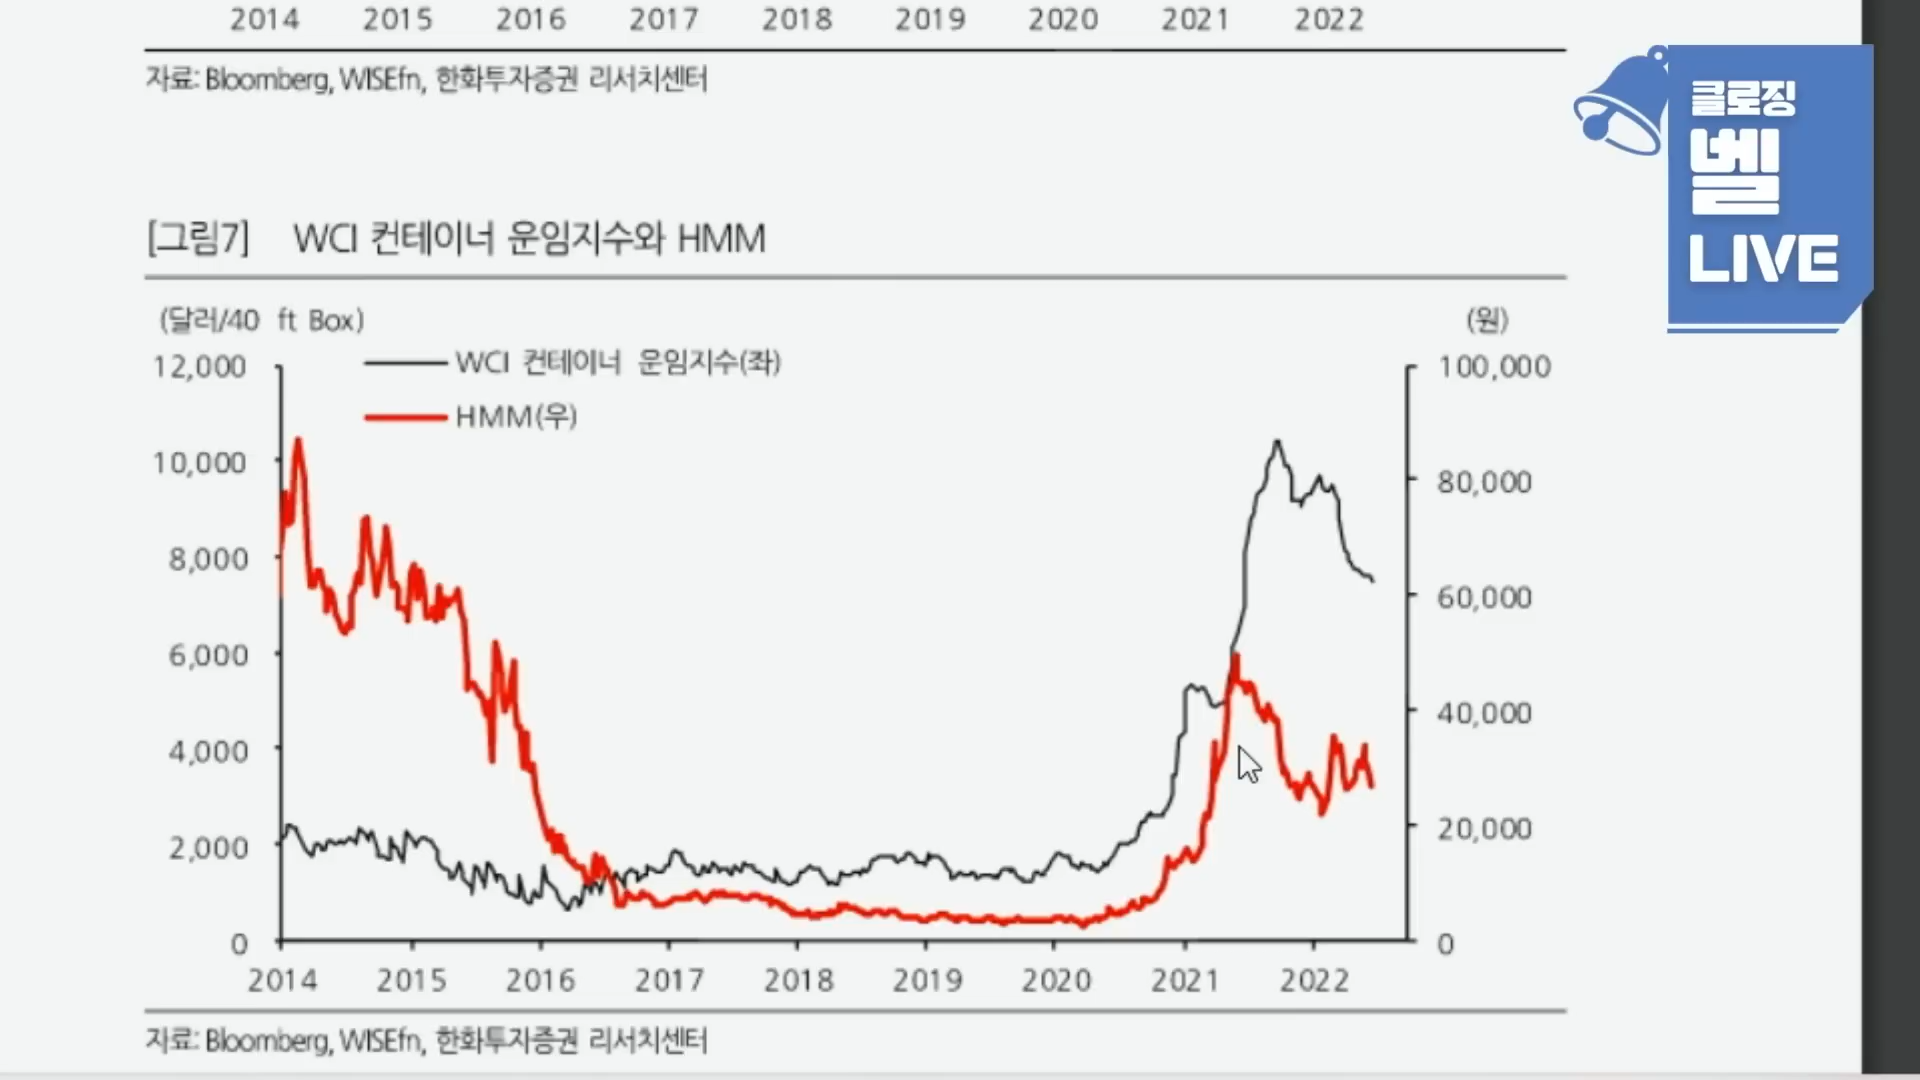 2014 2015 2016 2017 2018 2019 2020 2021 2022
자료: Bloomberg, WISEfn, 한화투자증권 리서치센터
클로징
벨
LIVE
[그림7] WCI 컨테이너 운임지수와 HMM
(달러/40 ft Box) (원)
WCI 컨테이너 운임지수(좌)
HMM(우)
12,000
10,000
8,000
6,000
4,000
2,000
0
100,000
80,000
60,000
40,000
20,000
0
2014 2015 2016 2017 2018 2019 2020 2021 2022
자료: Bloomberg, WISEfn, 한화투자증권 리서치센터